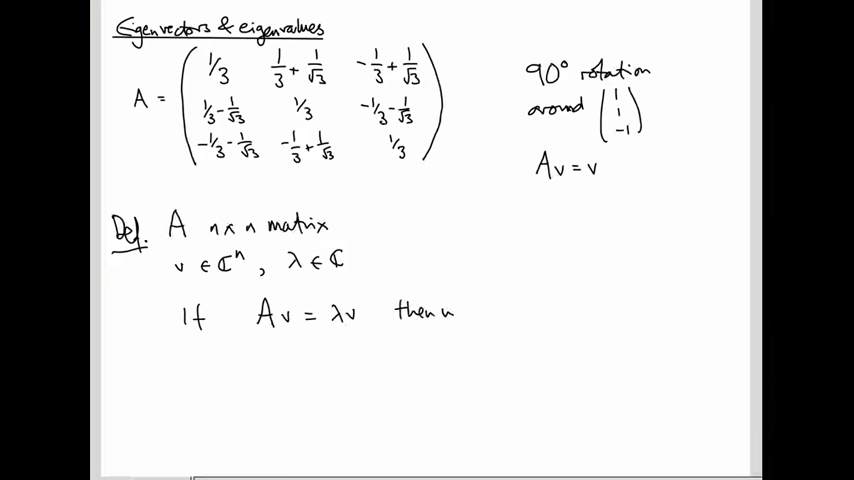 Eigenvectors & eigenvalues
A = ( 1/3 1/3 + 1/√3 -1/3 + 1/√3
1/3 - 1/√3 1/3 -1/3 - 1/√3
-1/3 - 1/√3 -1/3 + 1/√3 1/3 )
90° rotation
around ( 1
1
-1 )
Av = v
Def. A n x n matrix
v ∈ ℂⁿ, λ ∈ ℂ
If Av = λv then